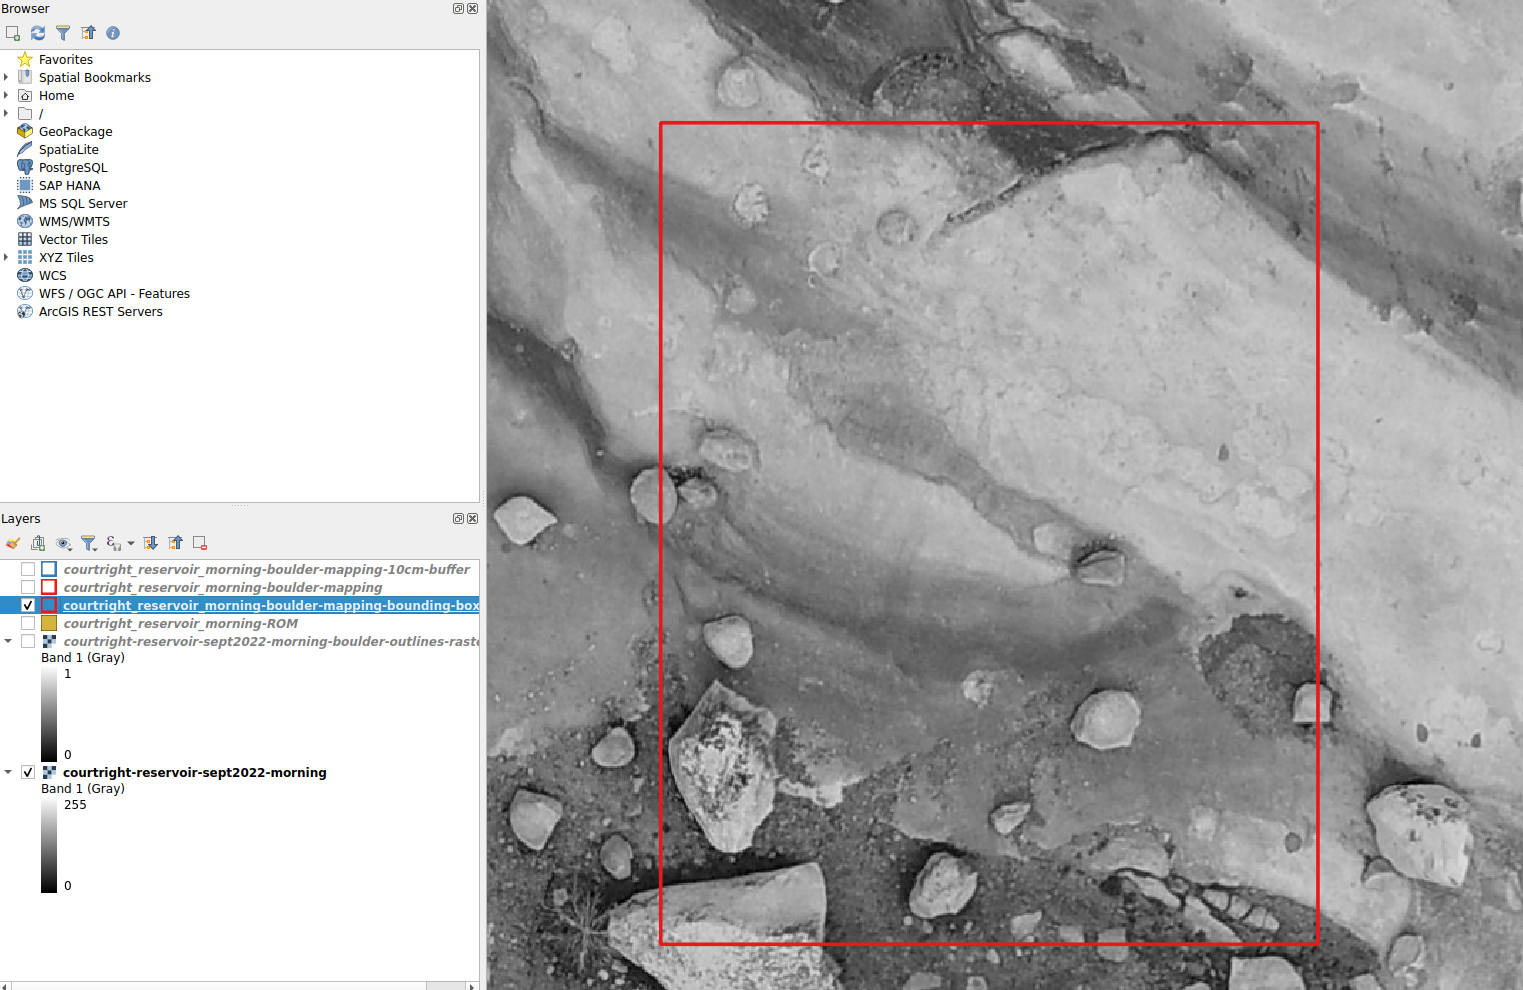 Browser
Favorites
Spatial Bookmarks
Home
/
GeoPackage
SpatiaLite
PostgreSQL
SAP HANA
MS SQL Server
WMS/WMTS
Vector Tiles
XYZ Tiles
WCS
WFS / OGC API - Features
ArcGIS REST Servers
Layers
courtright_reservoir_morning-boulder-mapping-10cm-buffer
courtright_reservoir_morning-boulder-mapping
courtright_reservoir_morning-boulder-mapping-bounding-box
courtright_reservoir_morning-ROM
courtright-reservoir-sept2022-morning-boulder-outlines-raste
Band 1 (Gray)
1
0
courtright-reservoir-sept2022-morning
Band 1 (Gray)
255
0